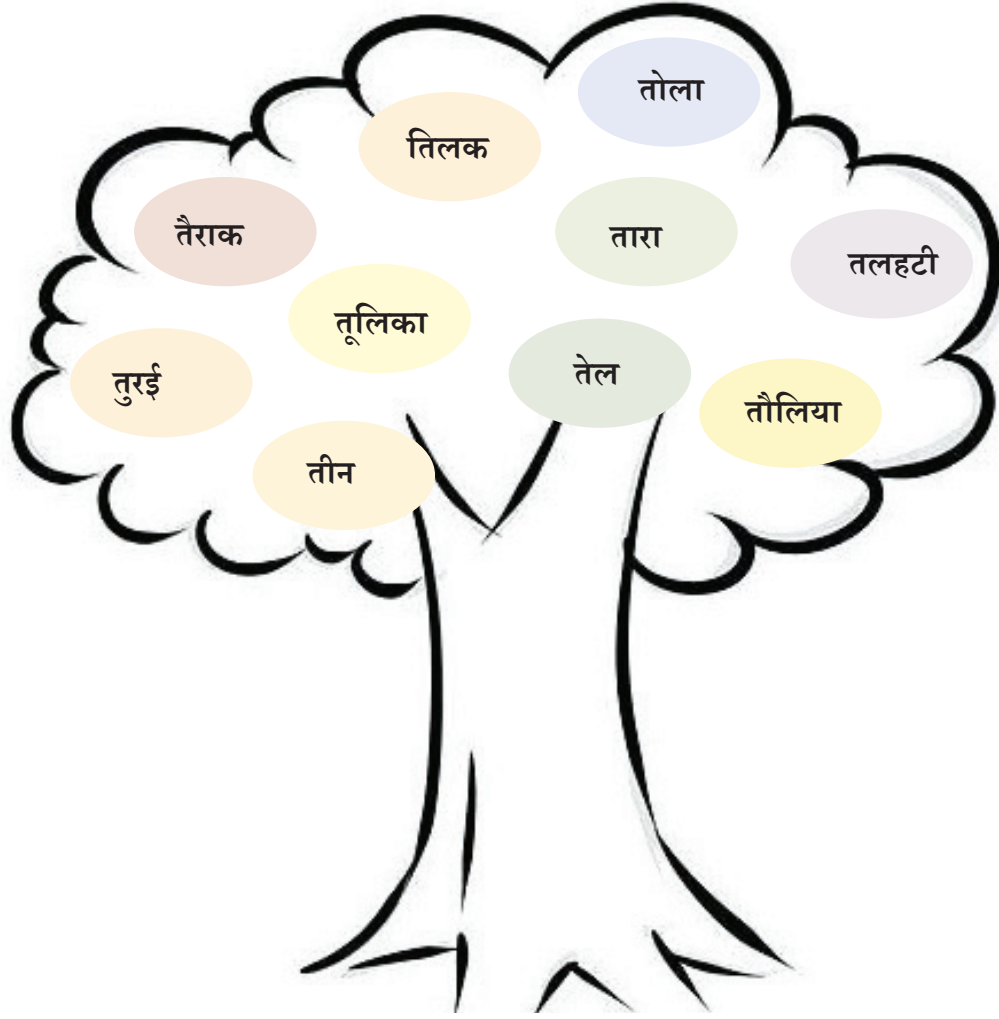 तोला
तिलक
तैराक
तारा
तलहटी
तूलिका
तेल
तुरई
तौलिया
तीन